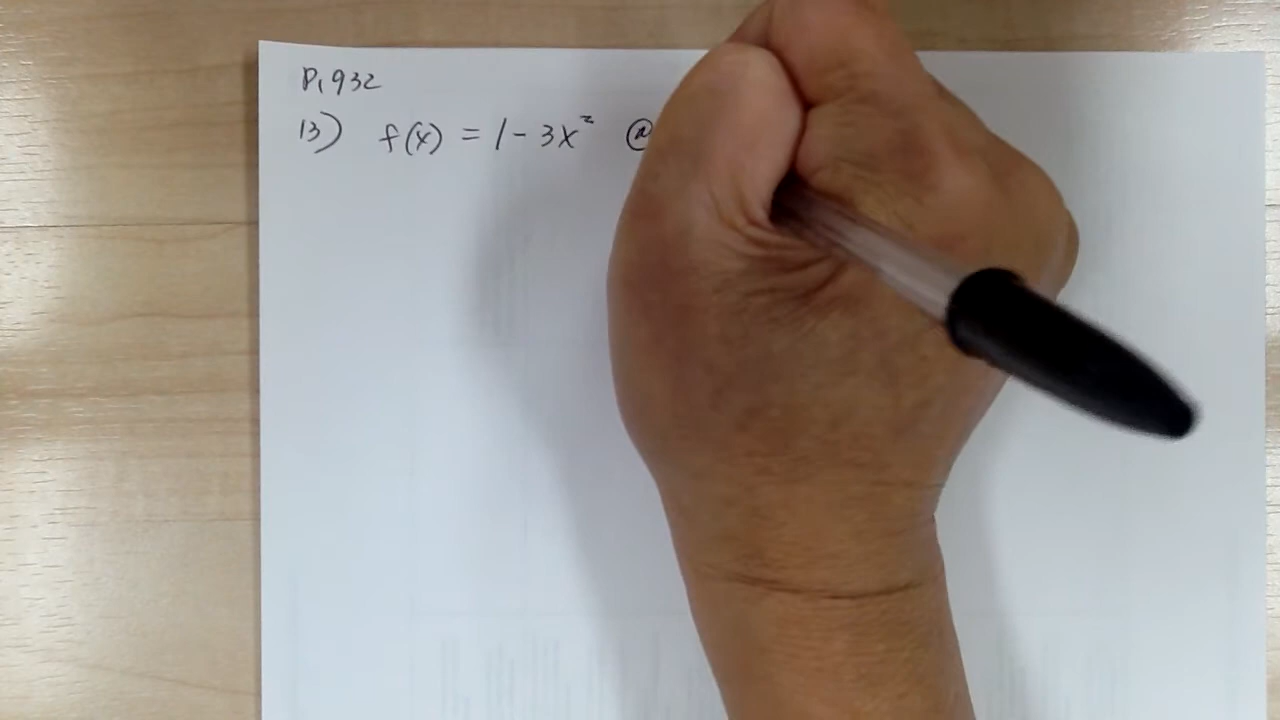 P. 932
13) f(x) = 1 - 3x² @